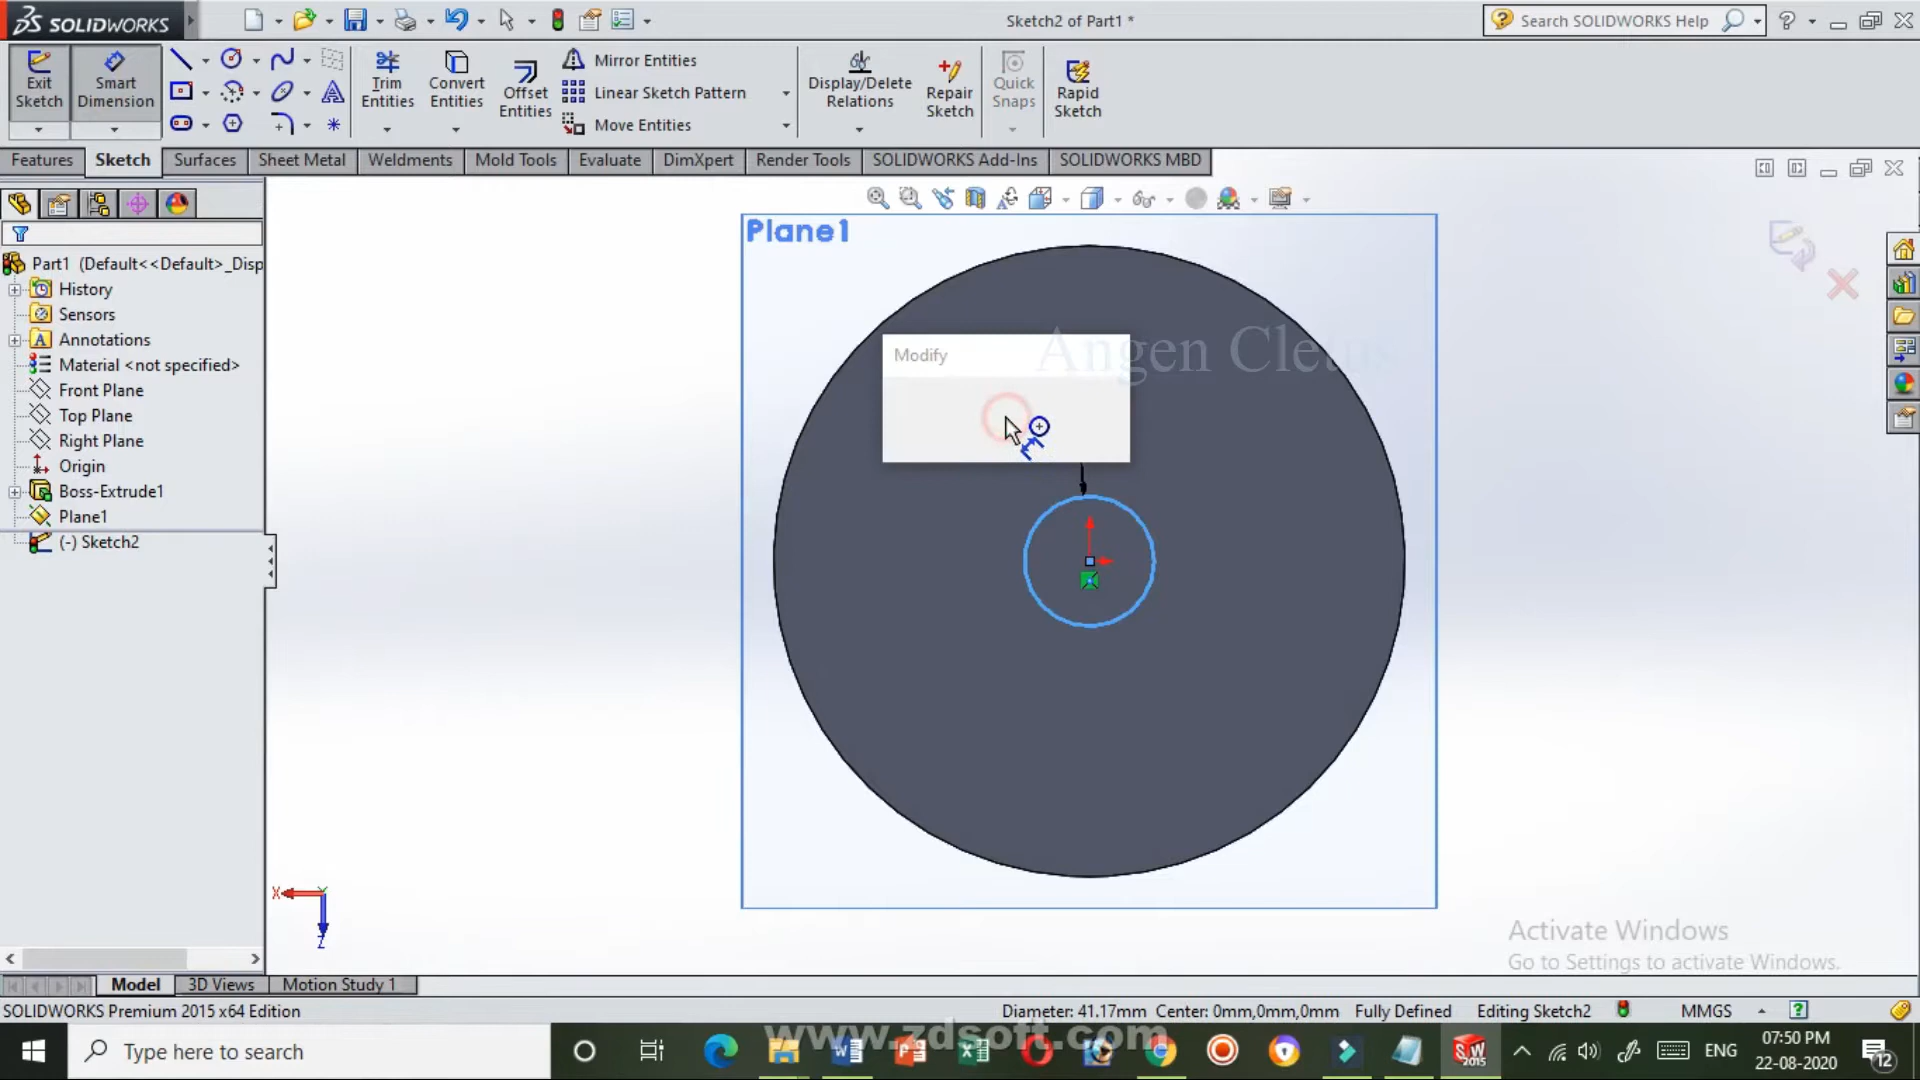 SOLIDWORKS
Sketch2 of Part1 *
Search SOLIDWORKS Help
Exit Sketch
Smart Dimension
Trim Entities
Convert Entities
Offset Entities
Mirror Entities
Linear Sketch Pattern
Move Entities
Display/Delete Relations
Repair Sketch
Quick Snaps
Rapid Sketch
Features Sketch Surfaces Sheet Metal Weldments Mold Tools Evaluate DimXpert Render Tools SOLIDWORKS Add-Ins SOLIDWORKS MBD
Part1 (Default<<Default>_Disp
History
Sensors
Annotations
Material <not specified>
Front Plane
Top Plane
Right Plane
Origin
Boss-Extrude1
Plane1
(-) Sketch2
Plane1
Angen Cletus
Modify
X
Z
Activate Windows
Go to Settings to activate Windows.
Model 3D Views Motion Study 1
SOLIDWORKS Premium 2015 x64 Edition
Diameter: 41.17mm Center: 0mm,0mm,0mm Fully Defined Editing Sketch2 MMGS
www.zdsoft.com
Type here to search
ENG
07:50 PM
22-08-2020
12